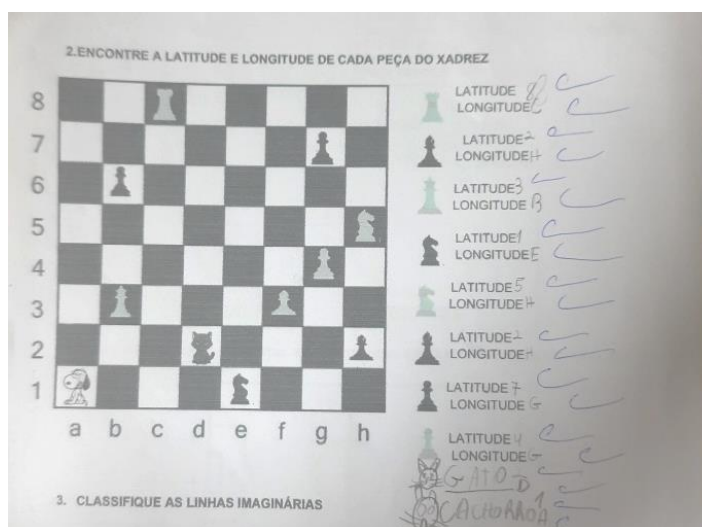 2.ENCONTRE A LATITUDE E LONGITUDE DE CADA PEÇA DO XADREZ
8
7
6
5
4
3
2
1
a b c d e f g h
LATITUDE 8
LONGITUDE C
LATITUDE 2
LONGITUDE H
LATITUDE 3
LONGITUDE B
LATITUDE 1
LONGITUDE E
LATITUDE 5
LONGITUDE H
LATITUDE 2
LONGITUDE H
LATITUDE 7
LONGITUDE G
LATITUDE 4
LONGITUDE G
GATO D
CACHORRO 1
3. CLASSIFIQUE AS LINHAS IMAGINÁRIAS